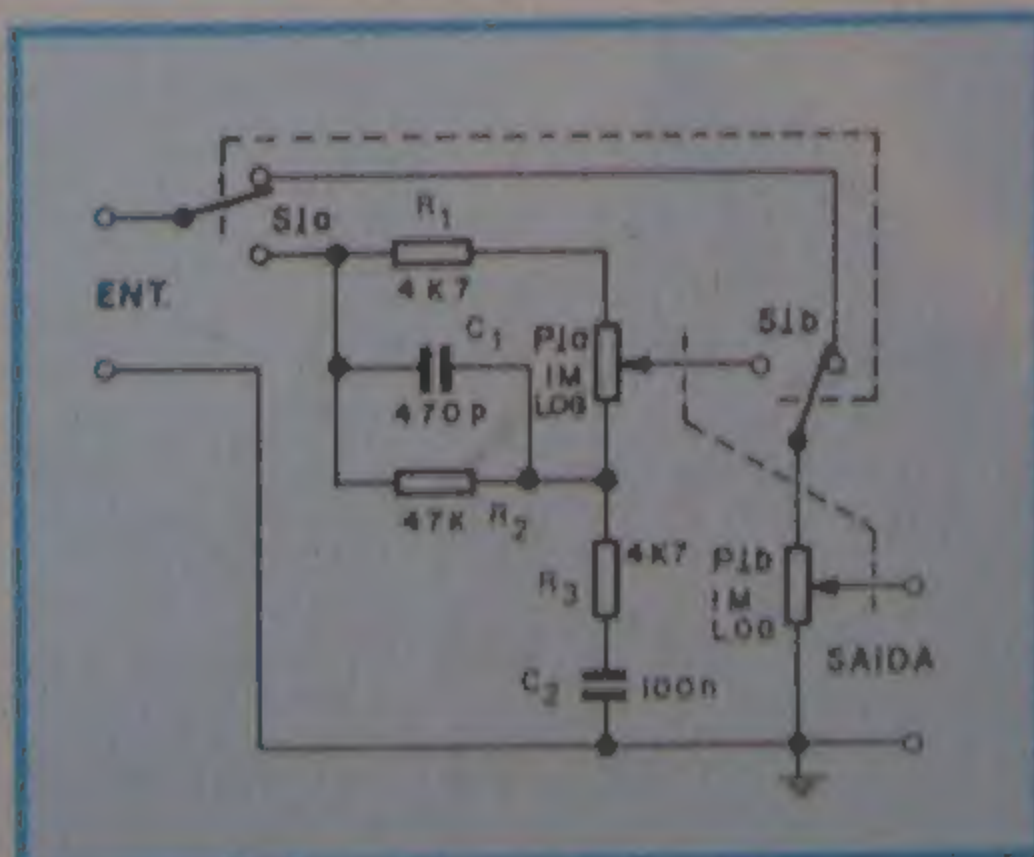 S1a
R1
4K7
ENT.
C1
P1a
1M
LOG
S1b
470p
47K
R2
4K7
R3
P1b
1M
LOG
C2
100n
SAIDA